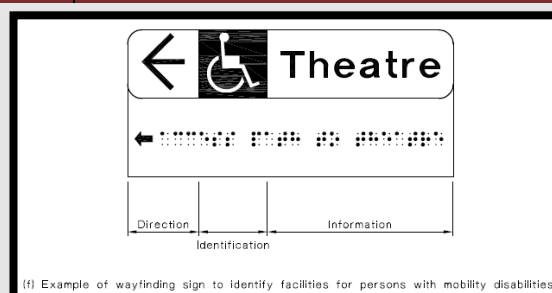 Theatre
Direction
Identification
Information
(f) Example of wayfinding sign to identify facilities for persons with mobility disabilities